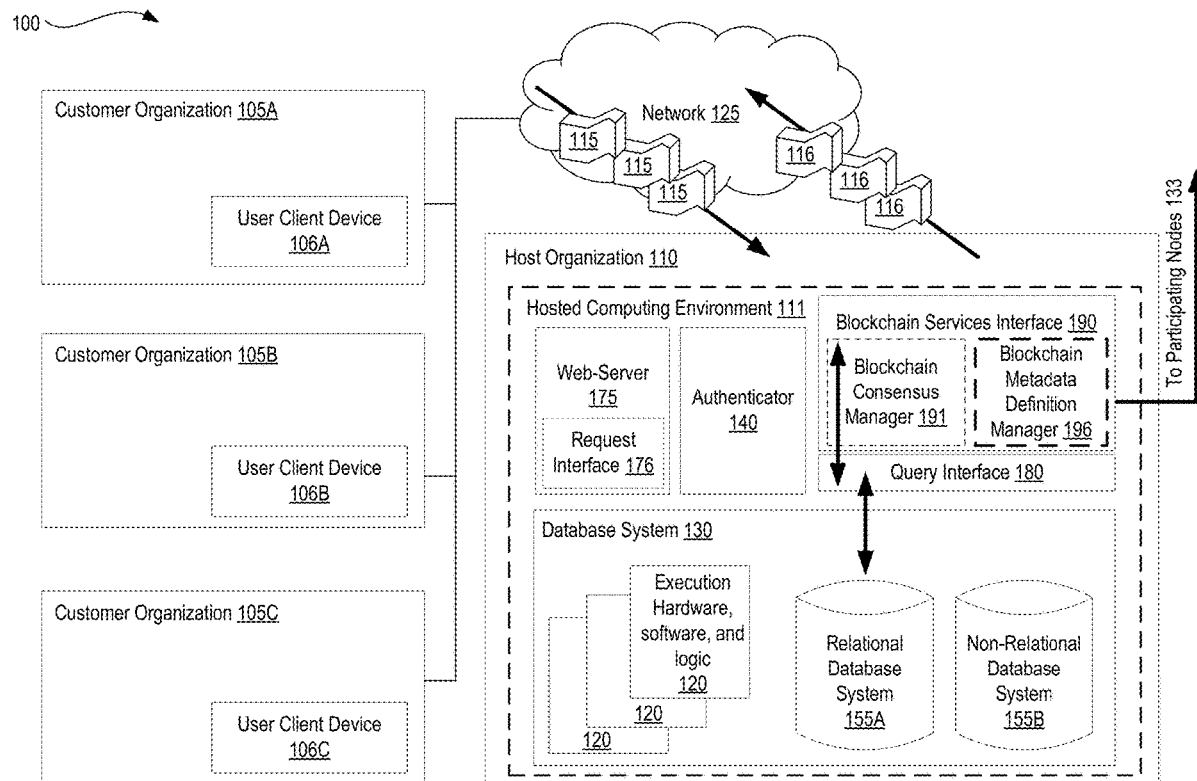 100
Customer Organization 105A
User Client Device
106A
Customer Organization 105B
User Client Device
106B
Customer Organization 105C
User Client Device
106C
Network 125
115
115
115
116
116
116
To Participating Nodes 133
Host Organization 110
Hosted Computing Environment 111
Web-Server
175
Request
Interface 176
Authenticator
140
Blockchain Services Interface 190
Blockchain
Consensus
Manager 191
Blockchain
Metadata
Definition
Manager 196
Query Interface 180
Database System 130
Execution
Hardware,
software, and
logic
120
120
120
Relational
Database
System
155A
Non-Relational
Database
System
155B